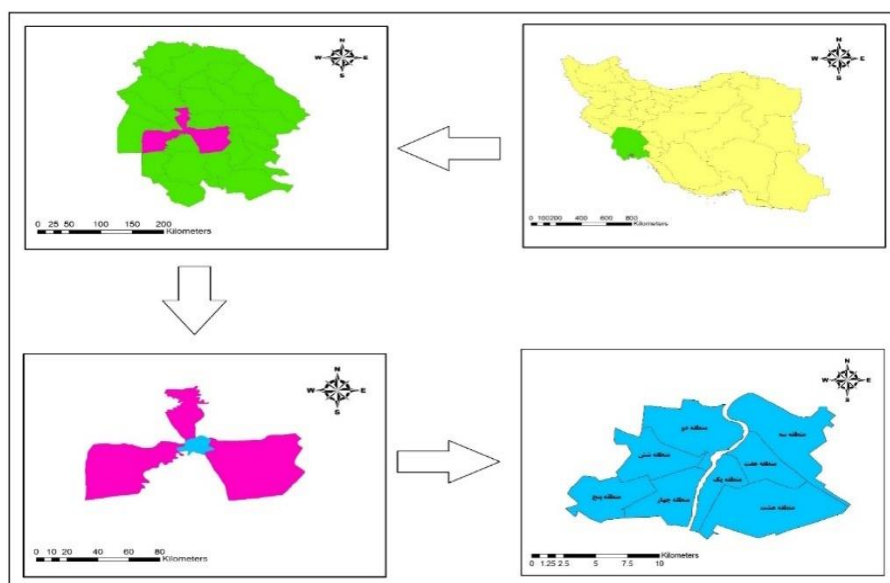 N
W E
S
0 25 50 100 150 200
Kilometers
N
W E
S
0 100200 400 600 800
Kilometers
N
W E
S
0 10 20 40 60 80
Kilometers
N
W E
S
منطقه دو
منطقه سه
منطقه شش
منطقه هفت
منطقه یک
منطقه پنج
منطقه چهار
منطقه هشت
0 1.25 2.5 5 7.5 10
Kilometers